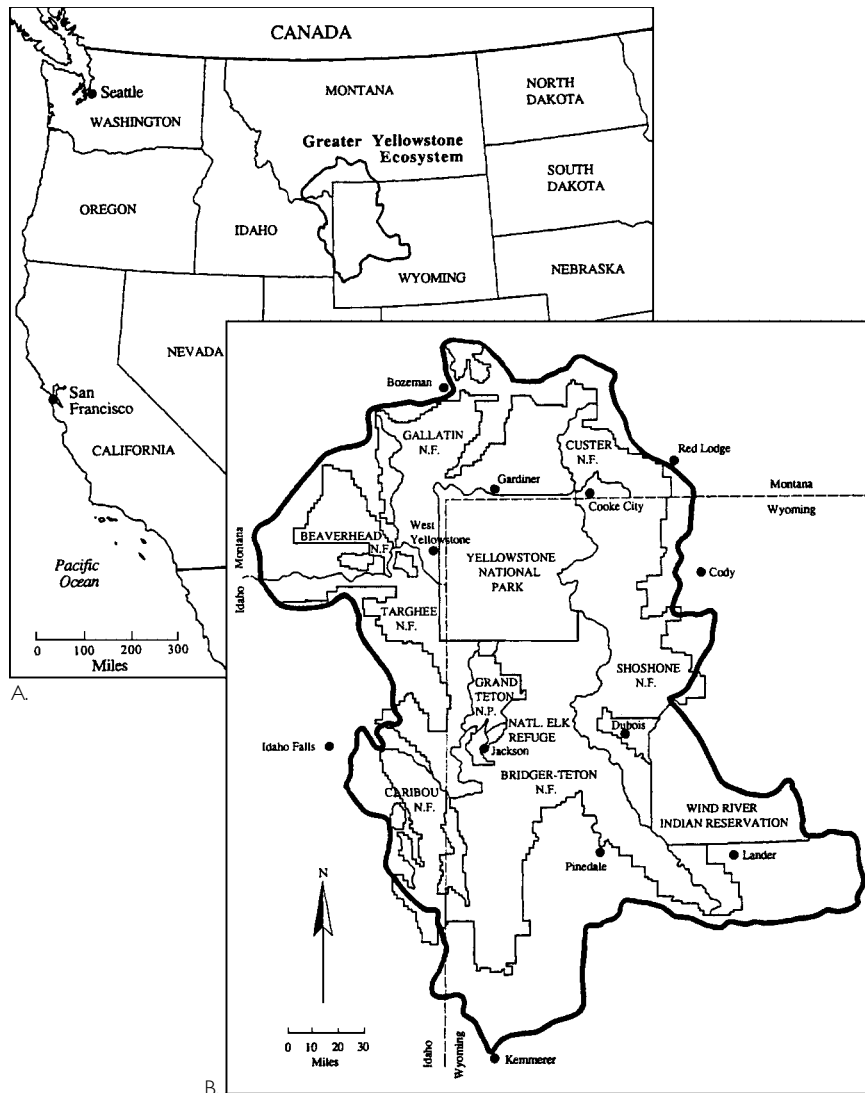 CANADA
Seattle
WASHINGTON
MONTANA
NORTH
DAKOTA
Greater Yellowstone
Ecosystem
SOUTH
DAKOTA
OREGON
IDAHO
WYOMING
NEBRASKA
NEVADA
San
Francisco
CALIFORNIA
Pacific
Ocean
0 100 200 300
Miles
A.
Bozeman
GALLATIN
N.F.
CUSTER
N.F.
Red Lodge
Gardiner
Cooke City
Montana
Wyoming
BEAVERHEAD
N.F.
West
Yellowstone
YELLOWSTONE
NATIONAL
PARK
Cody
Montana
Idaho
TARGHEE
N.F.
SHOSHONE
N.F.
GRAND
TETON
N.P.
NATL. ELK
REFUGE
Dubois
Idaho Falls
Jackson
BRIDGER-TETON
N.F.
CARIBOU
N.F.
WIND RIVER
INDIAN RESERVATION
Pinedale
Lander
N
0 10 20 30
Miles
Idaho
Wyoming
Kemmerer
B